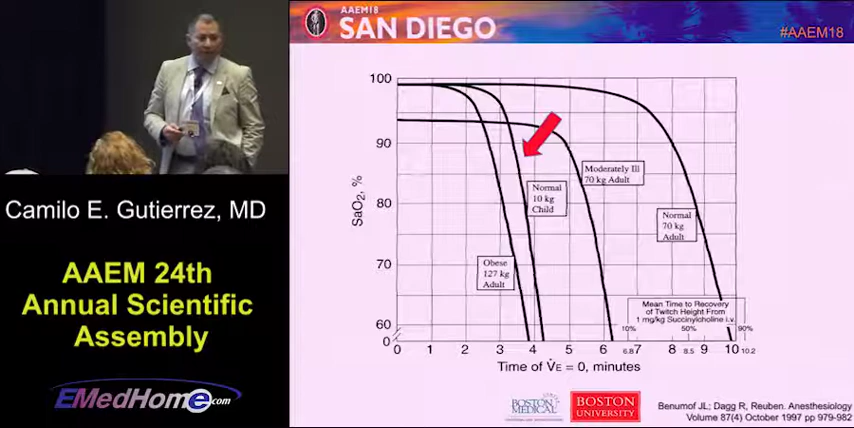 Camilo E. Gutierrez, MD
AAEM 24th
Annual Scientific
Assembly
EMedHome.com
AAEM18
SAN DIEGO
#AAEM18
100
90
80
70
60
0
SaO2, %
Obese
127 kg
Adult
Normal
10 kg
Child
Moderately Ill
70 kg Adult
Normal
70 kg
Adult
Mean Time to Recovery
of Twitch Height From
1 mg/kg Succinylcholine i.v.
10% 50% 90%
0 1 2 3 4 5 6 6.8 7 8 8.5 9 10 10.2
Time of V̇E = 0, minutes
BOSTON
MEDICAL
BOSTON
UNIVERSITY
Benumof JL; Dagg R, Reuben. Anesthesiology
Volume 87(4) October 1997 pp 979-982